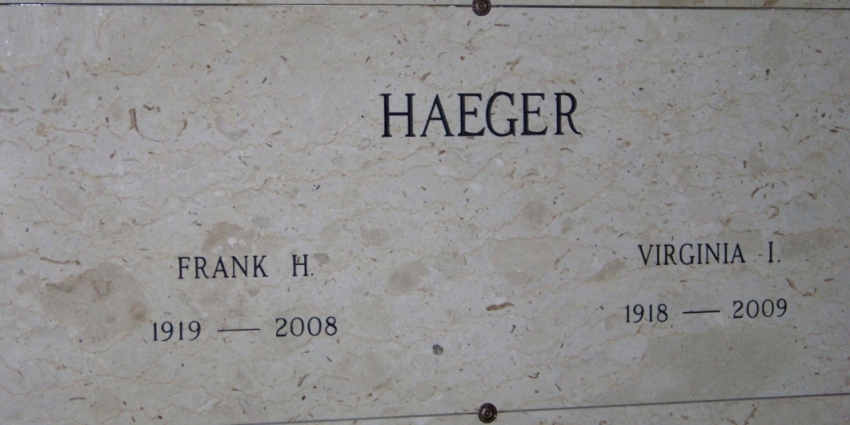 HAEGER
FRANK H.
1919 — 2008
VIRGINIA I.
1918 — 2009